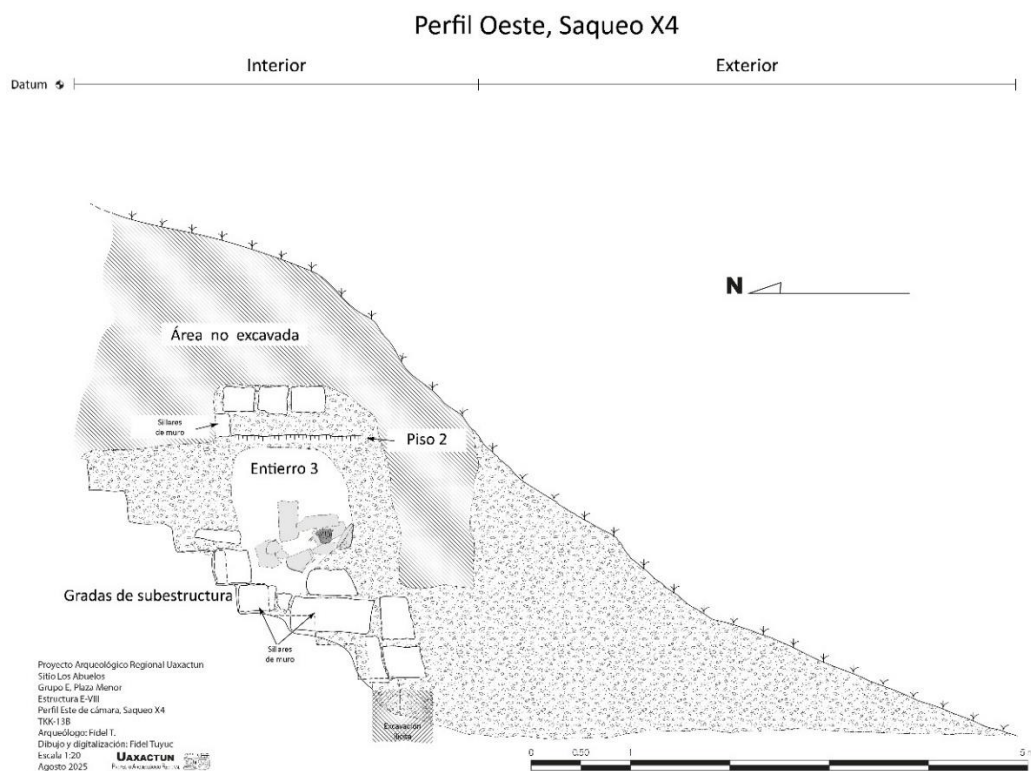 Perfil Oeste, Saqueo X4
Interior
Exterior
Datum
N
Área no excavada
Sillares
de muro
Piso 2
Entierro 3
Gradas de subestructura
Sillares
de muro
Excavación
ilícita
Proyecto Arqueológico Regional Uaxactun
Sitio Los Abuelos
Grupo E, Plaza Menor
Estructura E-VIII
Perfil Este de cámara, Saqueo X4
TKK-13B
Arqueólogo: Fidel T.
Dibujo y digitalización: Fidel Tuyuc
Escala 1:20
Agosto 2025
UAXACTUN
0 0.50 1 5